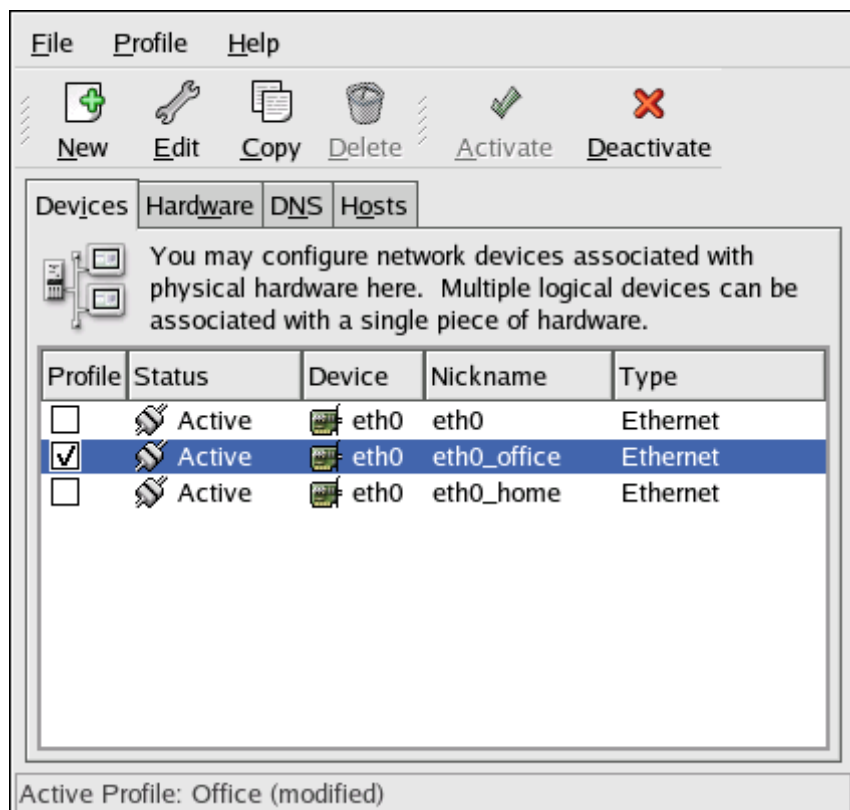 File Profile Help
New Edit Copy Delete Activate Deactivate
Devices Hardware DNS Hosts
You may configure network devices associated with
physical hardware here. Multiple logical devices can be
associated with a single piece of hardware.
Profile Status Device Nickname Type
Active eth0 eth0 Ethernet
Active eth0 eth0_office Ethernet
Active eth0 eth0_home Ethernet
Active Profile: Office (modified)